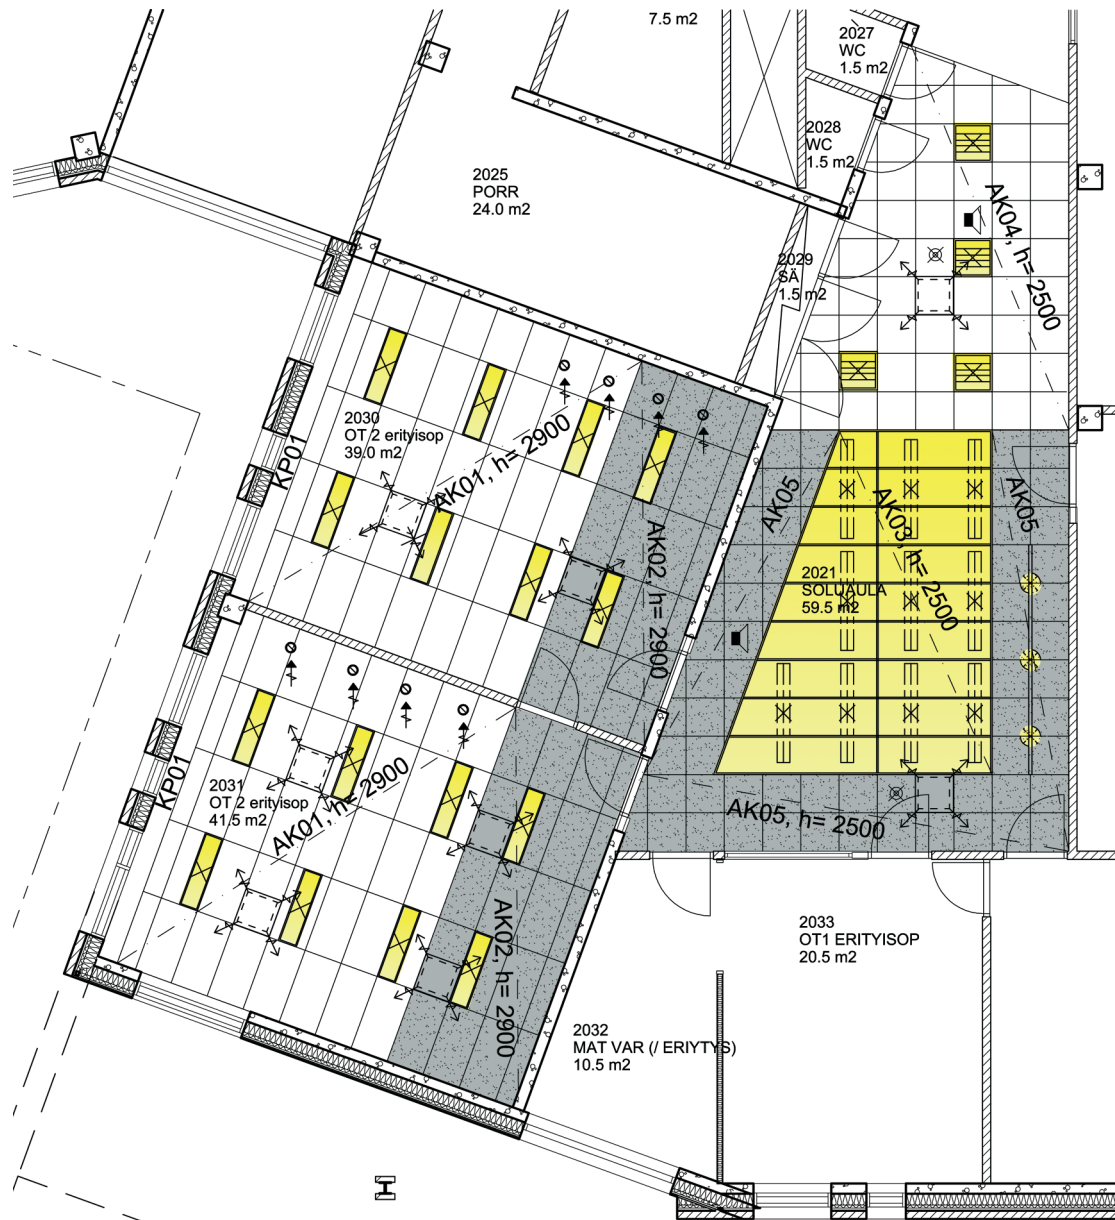 7.5 m2
2027
WC
1.5 m2
2028
WC
1.5 m2
2025
PORR
24.0 m2
AK04, h= 2500
2029
SÄ
1.5 m2
2030
OT 2 erityisop
39.0 m2
AK01, h= 2900
KP01
AK02, h= 2900
AK05
AK03, h= 2500
AK05
2021
SOLUAULA
59.5 m2
KP01
2031
OT 2 erityisop
41.5 m2
AK01, h= 2900
AK05, h= 2500
AK02, h= 2900
2033
OT1 ERITYISOP
20.5 m2
2032
MAT VAR (/ ERIYTYS)
10.5 m2